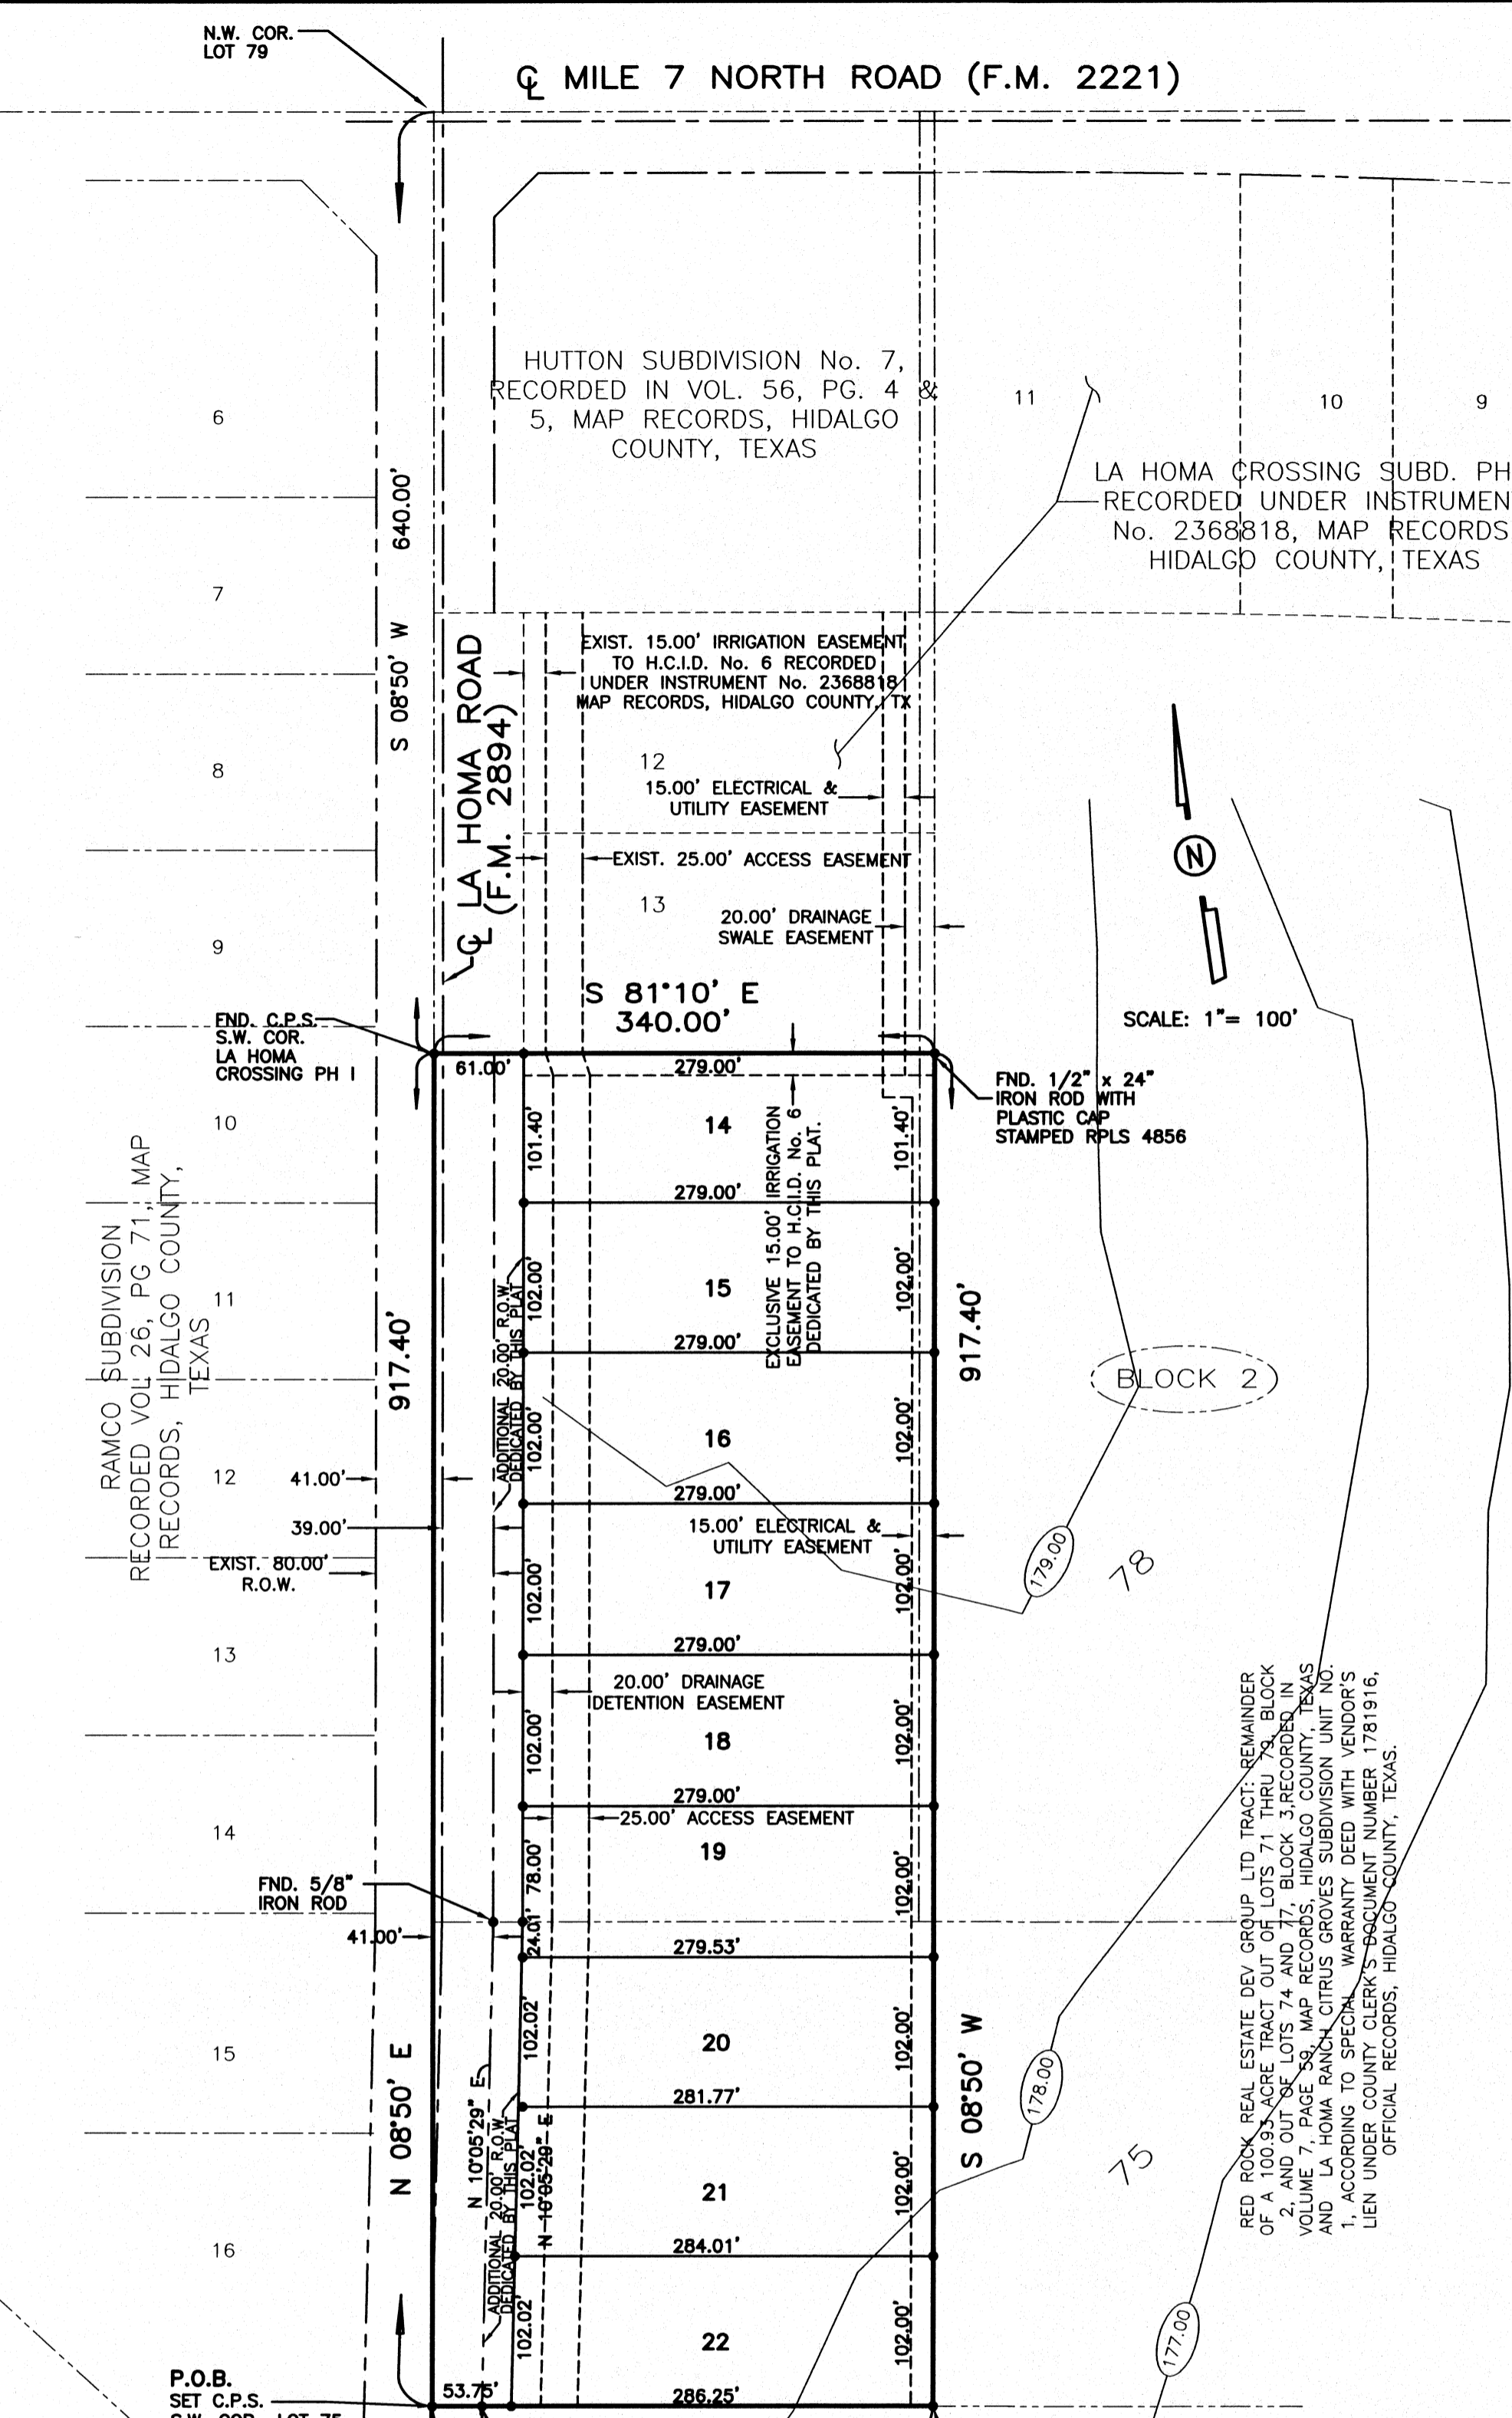 N.W. COR.
LOT 79
℄ MILE 7 NORTH ROAD (F.M. 2221)
HUTTON SUBDIVISION No. 7,
RECORDED IN VOL. 56, PG. 4 &
5, MAP RECORDS, HIDALGO
COUNTY, TEXAS
11
10
9
LA HOMA CROSSING SUBD. PH
RECORDED UNDER INSTRUMEN
No. 2368818, MAP RECORDS
HIDALGO COUNTY, TEXAS
6
7
8
9
10
11
12
13
14
15
16
640.00'
S 08°50' W
℄ LA HOMA ROAD
(F.M. 2894)
EXIST. 15.00' IRRIGATION EASEMENT
TO H.C.I.D. No. 6 RECORDED
UNDER INSTRUMENT No. 2368818
MAP RECORDS, HIDALGO COUNTY, TX
12
15.00' ELECTRICAL &
UTILITY EASEMENT
EXIST. 25.00' ACCESS EASEMENT
13
20.00' DRAINAGE
SWALE EASEMENT
N
SCALE: 1"= 100'
S 81°10' E
340.00'
FND. C.P.S.
S.W. COR.
LA HOMA
CROSSING PH I
61.00'
279.00'
FND. 1/2" x 24"
IRON ROD WITH
PLASTIC CAP
STAMPED RPLS 4856
101.40'
14
101.40'
279.00'
EXCLUSIVE 15.00' IRRIGATION
EASEMENT TO H.C.I.D. No. 6
DEDICATED BY THIS PLAT.
RAMCO SUBDIVISION
RECORDED VOL 26, PG 71, MAP
RECORDS, HIDALGO COUNTY,
TEXAS
917.40'
ADDITIONAL 20.00' R.O.W.
DEDICATED BY THIS PLAT
102.00'
15
102.00'
279.00'
917.40'
BLOCK 2
102.00'
16
102.00'
279.00'
41.00'
39.00'
EXIST. 80.00'
R.O.W.
15.00' ELECTRICAL &
UTILITY EASEMENT
179.00
78
102.00'
17
102.00'
279.00'
20.00' DRAINAGE
DETENTION EASEMENT
102.00'
18
102.00'
279.00'
25.00' ACCESS EASEMENT
78.00'
19
102.00'
FND. 5/8"
IRON ROD
41.00'
24.01'
279.53'
N 08°50' E
102.02'
20
102.00'
281.77'
S 08°50' W
178.00
75
N 10°05'29" E
ADDITIONAL 20.00' R.O.W.
DEDICATED BY THIS PLAT
102.02'
N 10°05'29" E
21
102.00'
284.01'
102.02'
22
102.00'
177.00
RED ROCK REAL ESTATE DEV GROUP LTD TRACT: REMAINDER
OF A 100.93 ACRE TRACT OUT OF LOTS 71 THRU 79, BLOCK
2, AND OUT OF LOTS 74 AND 77, BLOCK 3,RECORDED IN
VOLUME 7, PAGE 59, MAP RECORDS, HIDALGO COUNTY, TEXAS
AND LA HOMA RANCH CITRUS GROVES SUBDIVISION UNIT NO.
1, ACCORDING TO SPECIAL WARRANTY DEED WITH VENDOR'S
LIEN UNDER COUNTY CLERK'S DOCUMENT NUMBER 1781916,
OFFICIAL RECORDS, HIDALGO COUNTY, TEXAS.
P.O.B.
SET C.P.S.
S.W. COR. LOT 75
53.75'
286.25'